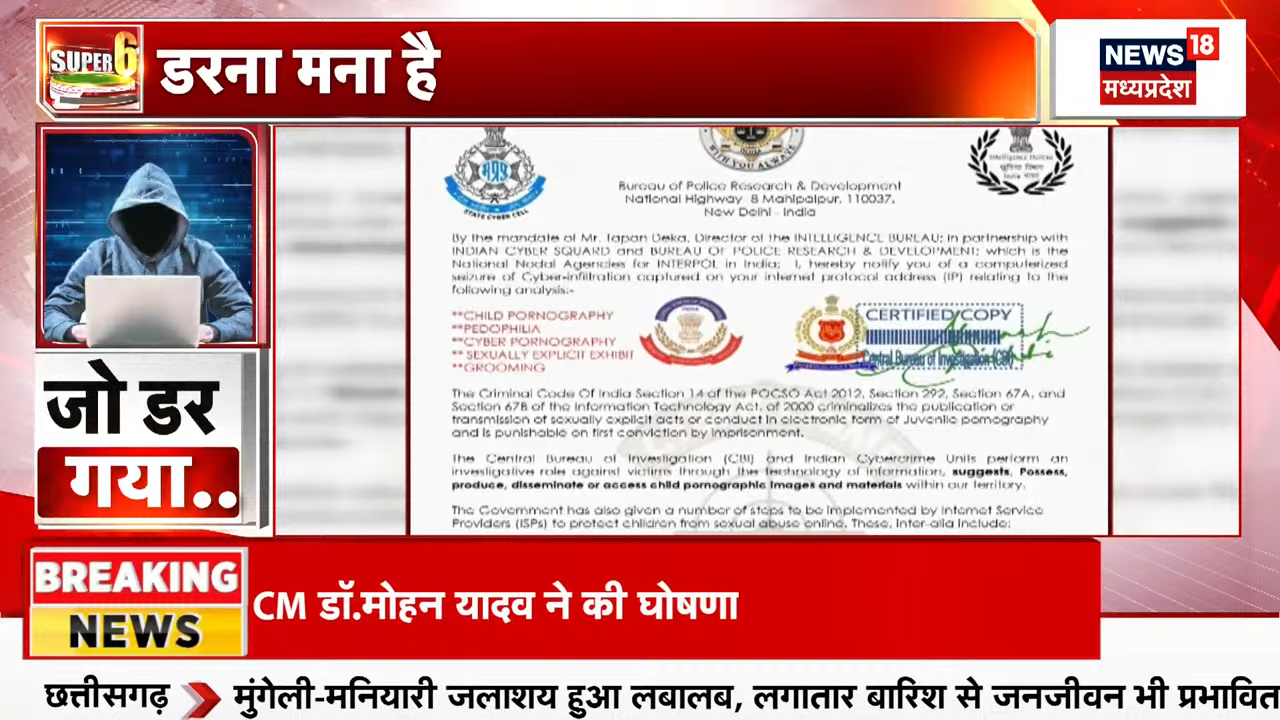 SUPER 6
डरना मना है
NEWS 18
मध्यप्रदेश
जो डर
गया..
STATE CYBER CELL
WITH YOU ALWAYS
Bureau of Police Research & Development
National Highway 8 Mahipalpur, 110037,
New Delhi - India
By the mandate of Mr. Tapan Deka, Director of the INTELLIGENCE BUREAU; in partnership with
INDIAN CYBER SQUARD and BUREAU OF POLICE RESEARCH & DEVELOPMENT; which is the
National Nodal Agencies for INTERPOL in India; I, hereby notify you of a computerized
seizure of Cyber-infiltration captured on your internet protocol address (IP) relating to the
following analysis:-
**CHILD PORNOGRAPHY
**PEDOPHILIA
**CYBER PORNOGRAPHY
** SEXUALLY EXPLICIT EXHIBIT
**GROOMING
CERTIFIED COPY
Central Bureau of Investigation (CBI)
The Criminal Code Of India Section 14 of the POCSO Act 2012, Section 292, Section 67A, and
Section 67B of the Information Technology Act, of 2000 criminalizes the publication or
transmission of sexually explicit acts or conduct in electronic form of Juvenile pornography
and is punishable on first conviction by imprisonment.
The Central Bureau of Investigation (CBI) and Indian Cybercrime Units perform an
investigative role against victims through the technology of information, suggests, Possess,
produce, disseminate or access child pornographic images and materials within our territory.
The Government has also given a number of steps to be implemented by Internet Service
Providers (ISPs) to protect children from sexual abuse online. These, inter-alia include:
BREAKING
NEWS
CM डॉ.मोहन यादव ने की घोषणा
छत्तीसगढ़
मुंगेली-मनियारी जलाशय हुआ लबालब, लगातार बारिश से जनजीवन भी प्रभावित